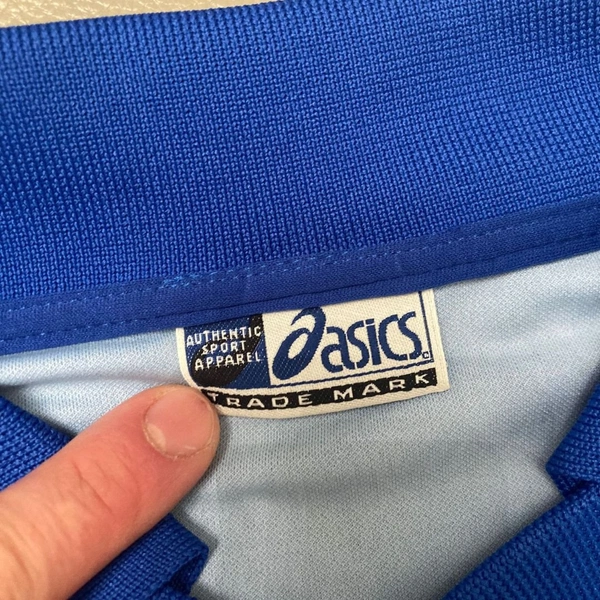 AUTHENTIC
SPORT
APPAREL
asics
TRADE MARK